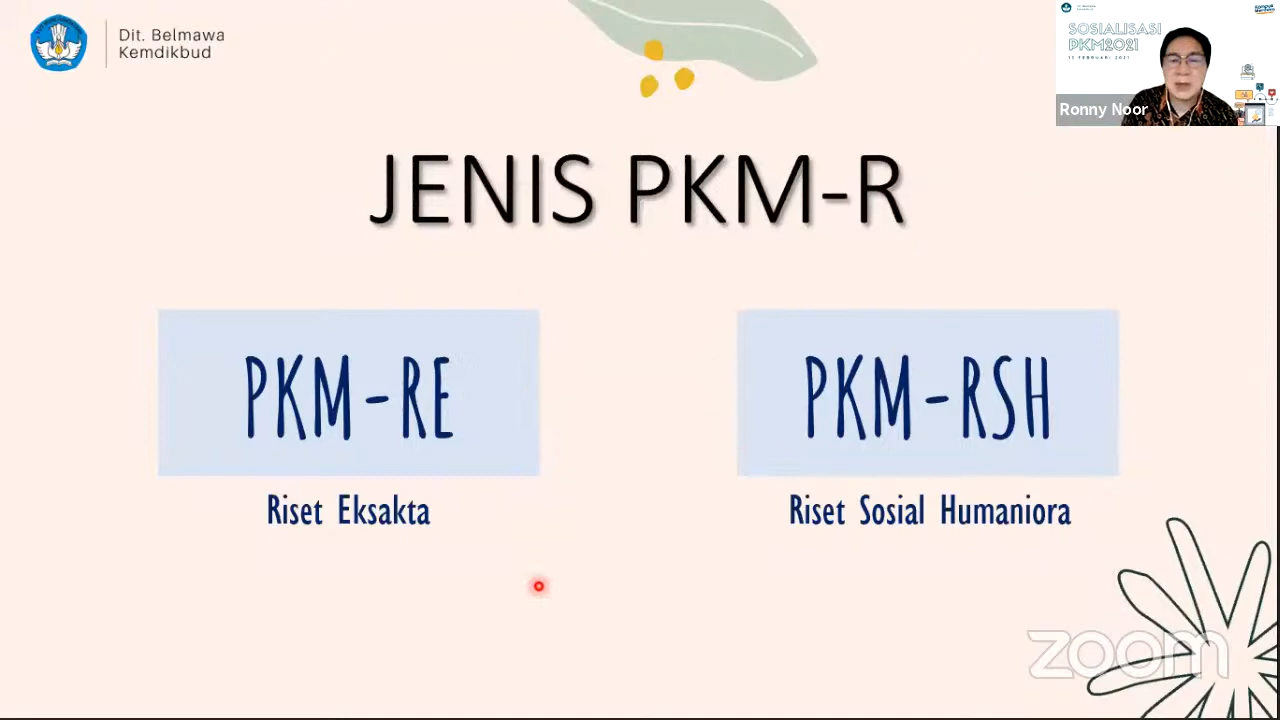 Dit. Belmawa
Kemdikbud
SOSIALISASI
PKM2021
Ronny Noor
JENIS PKM-R
PKM-RE
Riset Eksakta
PKM-RSH
Riset Sosial Humaniora
zoom